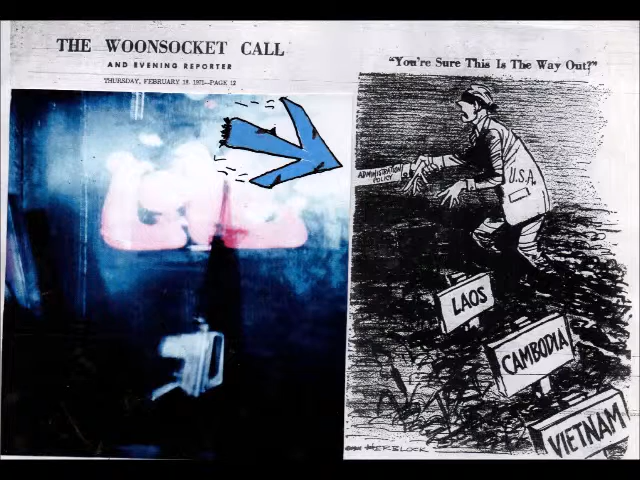 THE WOONSOCKET CALL
AND EVENING REPORTER
THURSDAY, FEBRUARY 18, 1971—PAGE 12
"You're Sure This Is The Way Out?"
ADMINISTRATION
POLICY
U.S.A.
LAOS
CAMBODIA
VIETNAM
HERBLOCK